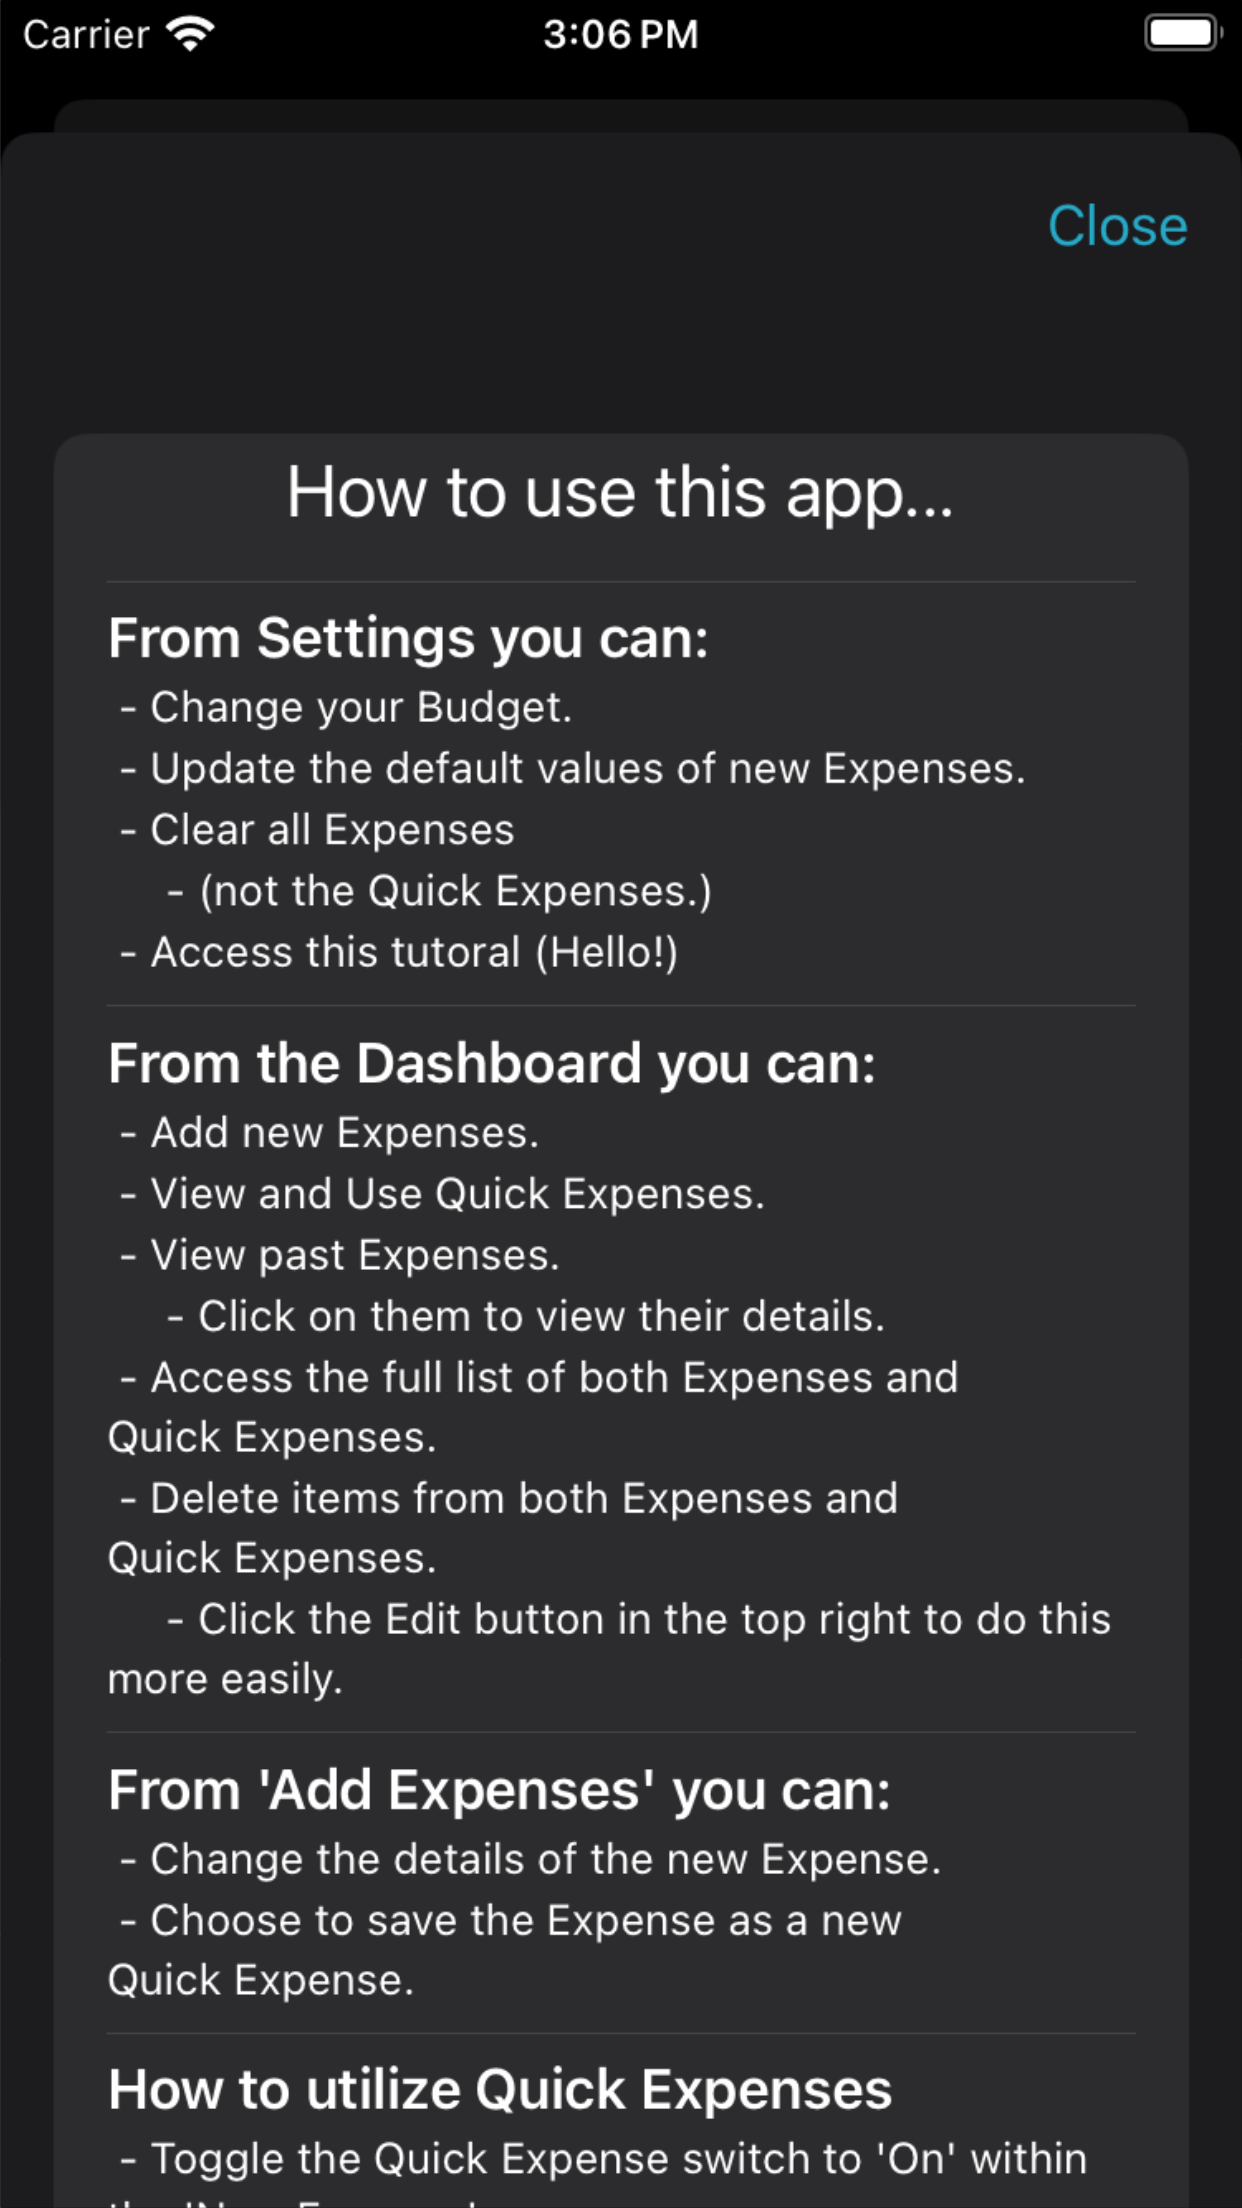 Carrier 3:06 PM
Close
How to use this app...
From Settings you can:
- Change your Budget.
- Update the default values of new Expenses.
- Clear all Expenses
- (not the Quick Expenses.)
- Access this tutoral (Hello!)
From the Dashboard you can:
- Add new Expenses.
- View and Use Quick Expenses.
- View past Expenses.
- Click on them to view their details.
- Access the full list of both Expenses and
Quick Expenses.
- Delete items from both Expenses and
Quick Expenses.
- Click the Edit button in the top right to do this
more easily.
From 'Add Expenses' you can:
- Change the details of the new Expense.
- Choose to save the Expense as a new
Quick Expense.
How to utilize Quick Expenses
- Toggle the Quick Expense switch to 'On' within